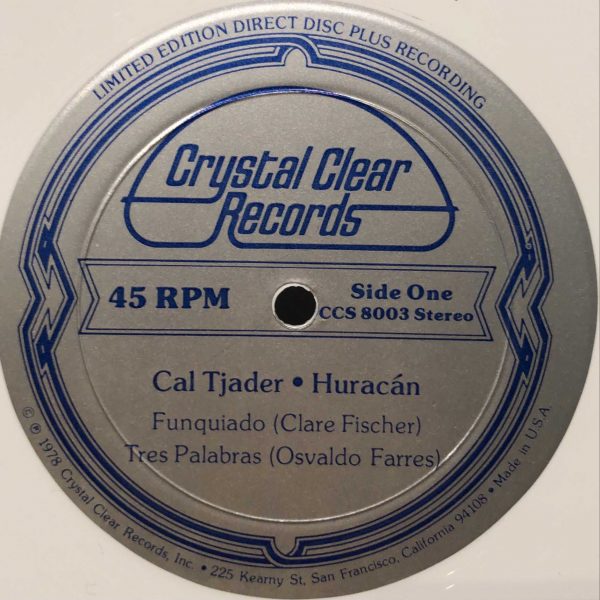 LIMITED EDITION DIRECT DISC PLUS RECORDING
Crystal Clear
Records
45 RPM
Side One
CCS 8003 Stereo
Cal Tjader • Huracán
Funquiado (Clare Fischer)
Tres Palabras (Osvaldo Farres)
© ℗ 1978 Crystal Clear Records, Inc. • 225 Kearny St, San Francisco, California 94108 • Made in U.S.A.